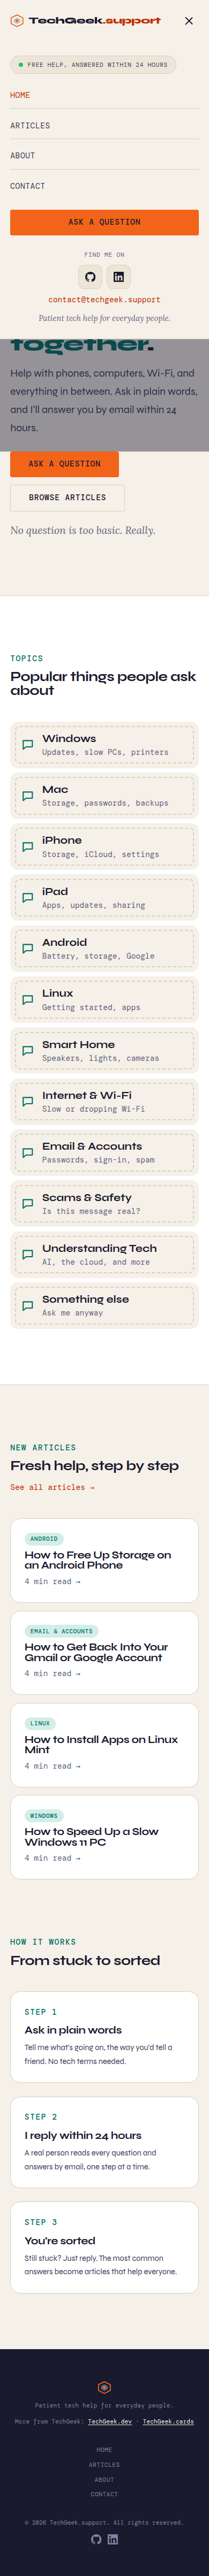 TechGeek.support
FREE HELP, ANSWERED WITHIN 24 HOURS
HOME
ARTICLES
ABOUT
CONTACT
ASK A QUESTION
FIND ME ON
contact@techgeek.support
Patient tech help for everyday people.
together.
Help with phones, computers, Wi-Fi, and
everything in between. Ask in plain words,
and I'll answer you by email within 24
hours.
ASK A QUESTION
BROWSE ARTICLES
No question is too basic. Really.
TOPICS
Popular things people ask
about
Windows
Updates, slow PCs, printers
Mac
Storage, passwords, backups
iPhone
Storage, iCloud, settings
iPad
Apps, updates, sharing
Android
Battery, storage, Google
Linux
Getting started, apps
Smart Home
Speakers, lights, cameras
Internet & Wi-Fi
Slow or dropping Wi-Fi
Email & Accounts
Passwords, sign-in, spam
Scams & Safety
Is this message real?
Understanding Tech
AI, the cloud, and more
Something else
Ask me anyway
NEW ARTICLES
Fresh help, step by step
See all articles →
ANDROID
How to Free Up Storage on
an Android Phone
4 min read →
EMAIL & ACCOUNTS
How to Get Back Into Your
Gmail or Google Account
4 min read →
LINUX
How to Install Apps on Linux
Mint
4 min read →
WINDOWS
How to Speed Up a Slow
Windows 11 PC
4 min read →
HOW IT WORKS
From stuck to sorted
STEP 1
Ask in plain words
Tell me what's going on, the way you'd tell a
friend. No tech terms needed.
STEP 2
I reply within 24 hours
A real person reads every question and
answers by email, one step at a time.
STEP 3
You're sorted
Still stuck? Just reply. The most common
answers become articles that help everyone.
Patient tech help for everyday people.
More from TechGeek: TechGeek.dev · TechGeek.cards
HOME
ARTICLES
ABOUT
CONTACT
© 2026 TechGeek.support. All rights reserved.